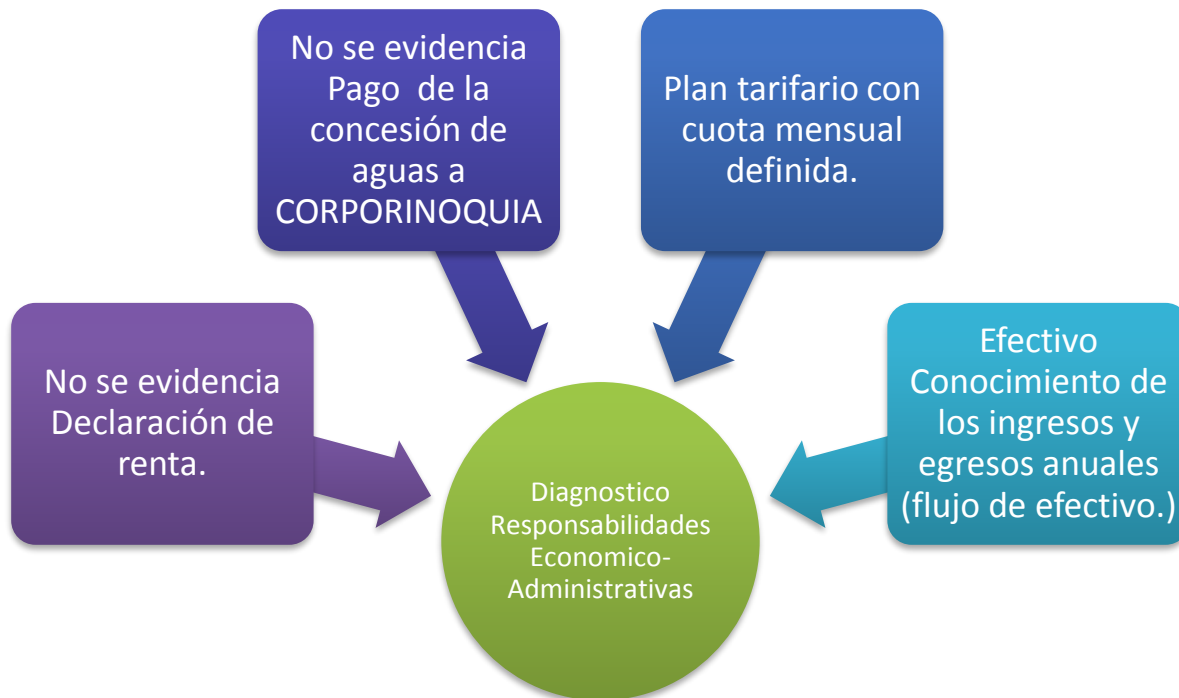 No se evidencia
Pago de la
concesión de
aguas a
CORPORINOQUIA
Plan tarifario con
cuota mensual
definida.
No se evidencia
Declaración de
renta.
Efectivo
Conocimiento de
los ingresos y
egresos anuales
(flujo de efectivo.)
Diagnostico
Responsabilidades
Economico-
Administrativas